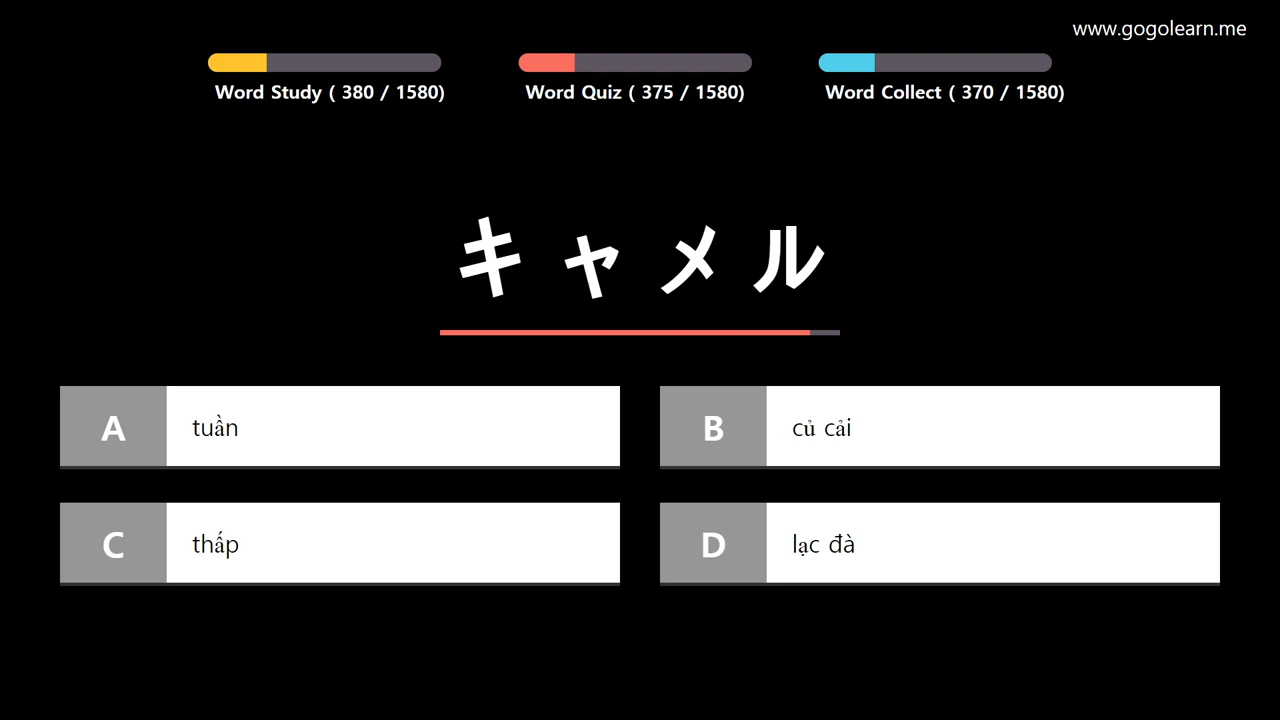 www.gogolearn.me
Word Study ( 380 / 1580)
Word Quiz ( 375 / 1580)
Word Collect ( 370 / 1580)
キャメル
A tuần
B củ cải
C thấp
D lạc đà